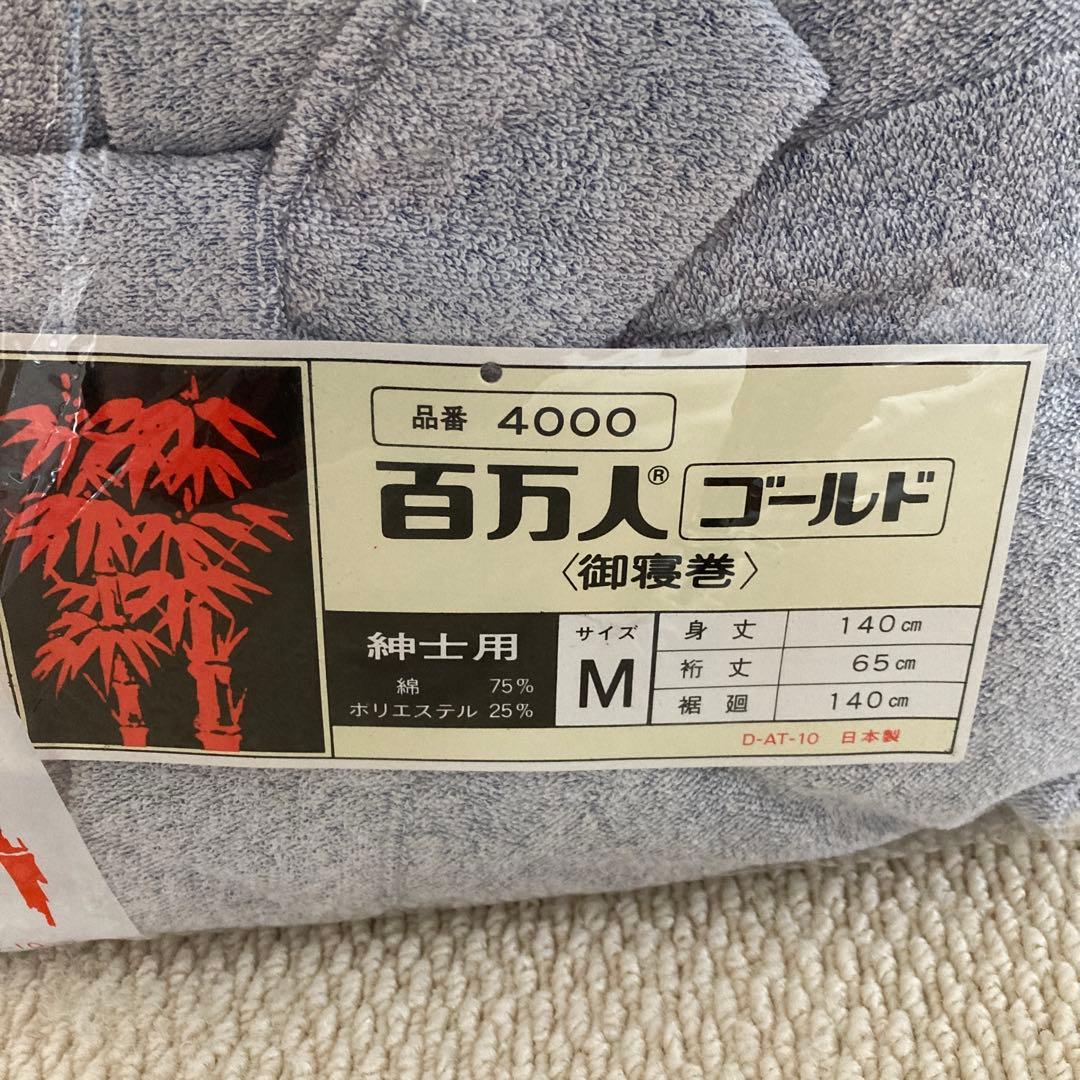 品番 4000
百万人® ゴールド
〈御寝巻〉
紳士用
綿 75%
ポリエステル 25%
サイズ
M
身丈 140cm
裄丈 65cm
裾廻 140cm
D-AT-10 日本製